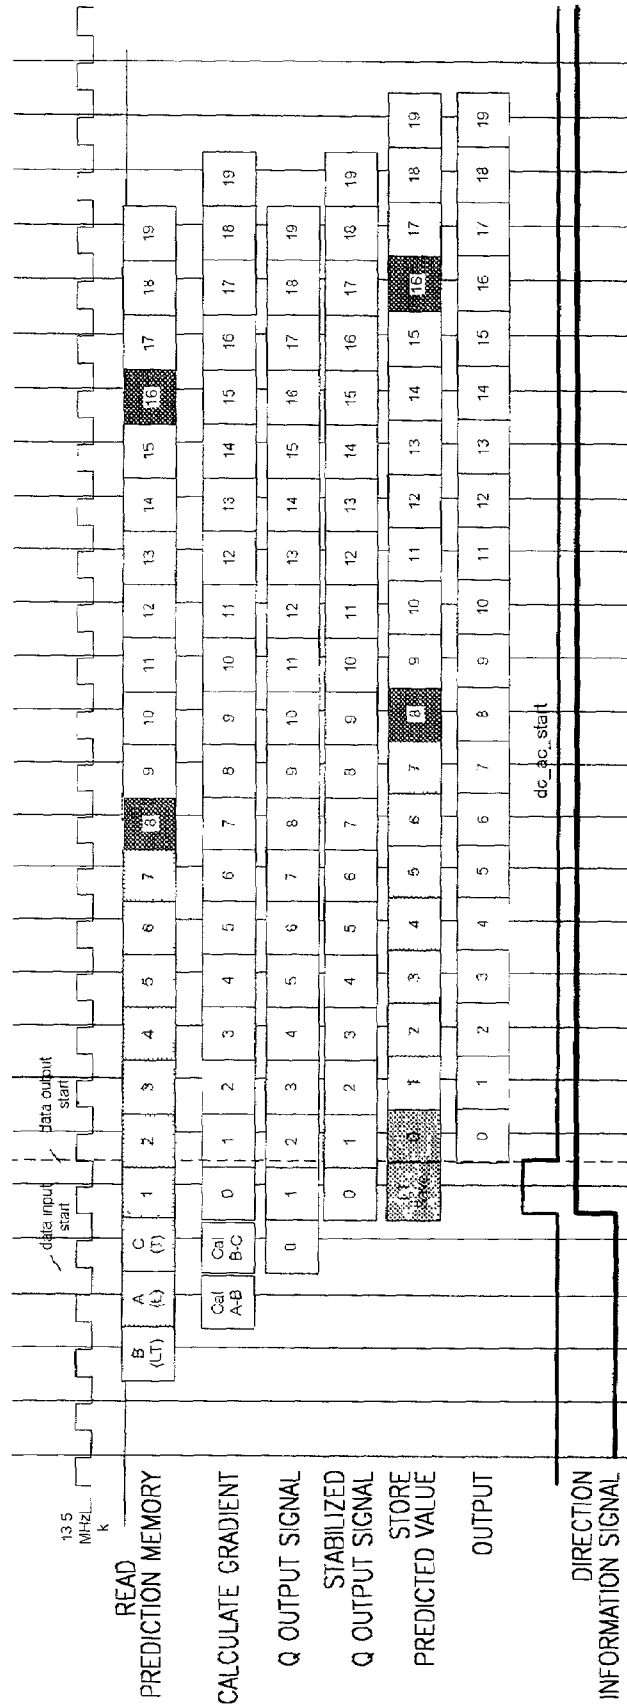 13 5
MHz
k
data input
start
data output
start
READ
PREDICTION MEMORY
B (LT) A (L) C (T) 1 2 3 4 5 6 7 8 9 10 11 12 13 14 15 16 17 18 19
CALCULATE GRADIENT
Cal A-B Cal B-C 0 1 2 3 4 5 6 7 8 9 10 11 12 13 14 15 16 17 18 19
Q OUTPUT SIGNAL
0 1 2 3 4 5 6 7 8 9 10 11 12 13 14 15 16 17 18 19
STABILIZED
Q OUTPUT SIGNAL
0 1 2 3 4 5 6 7 8 9 10 11 12 13 14 15 16 17 18 19
STORE
PREDICTED VALUE
0 1 2 3 4 5 6 7 8 9 10 11 12 13 14 15 16 17 18 19
OUTPUT
0 1 2 3 4 5 6 7 8 9 10 11 12 13 14 15 16 17 18 19
dc_ac_start
DIRECTION
INFORMATION SIGNAL